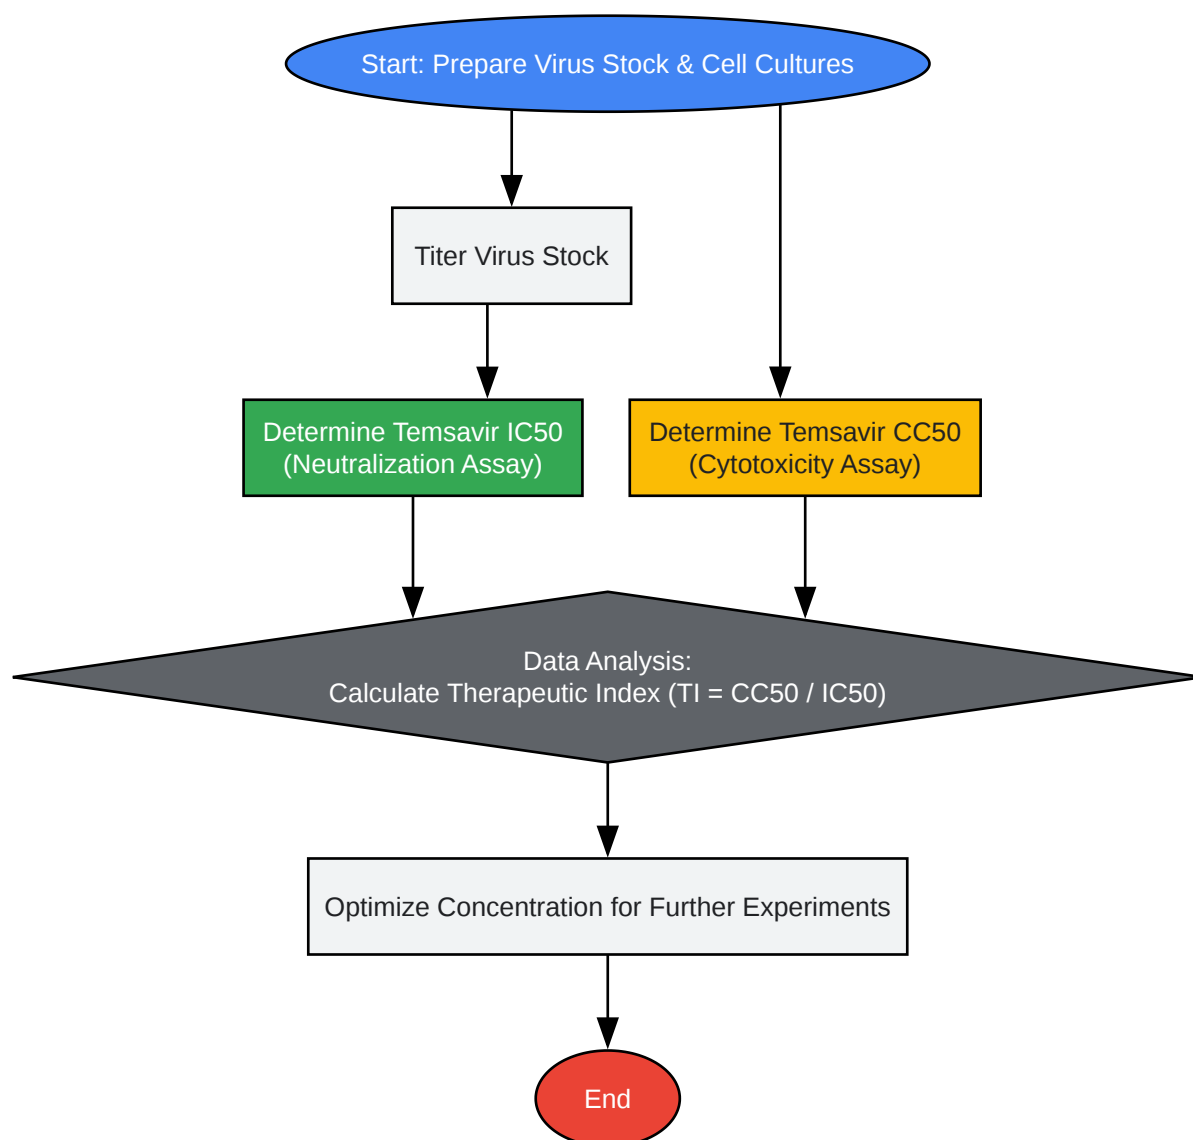 Start: Prepare Virus Stock & Cell Cultures
Titer Virus Stock
Determine Temsavir IC50
(Neutralization Assay)
Determine Temsavir CC50
(Cytotoxicity Assay)
Data Analysis:
Calculate Therapeutic Index (TI = CC50 / IC50)
Optimize Concentration for Further Experiments
End